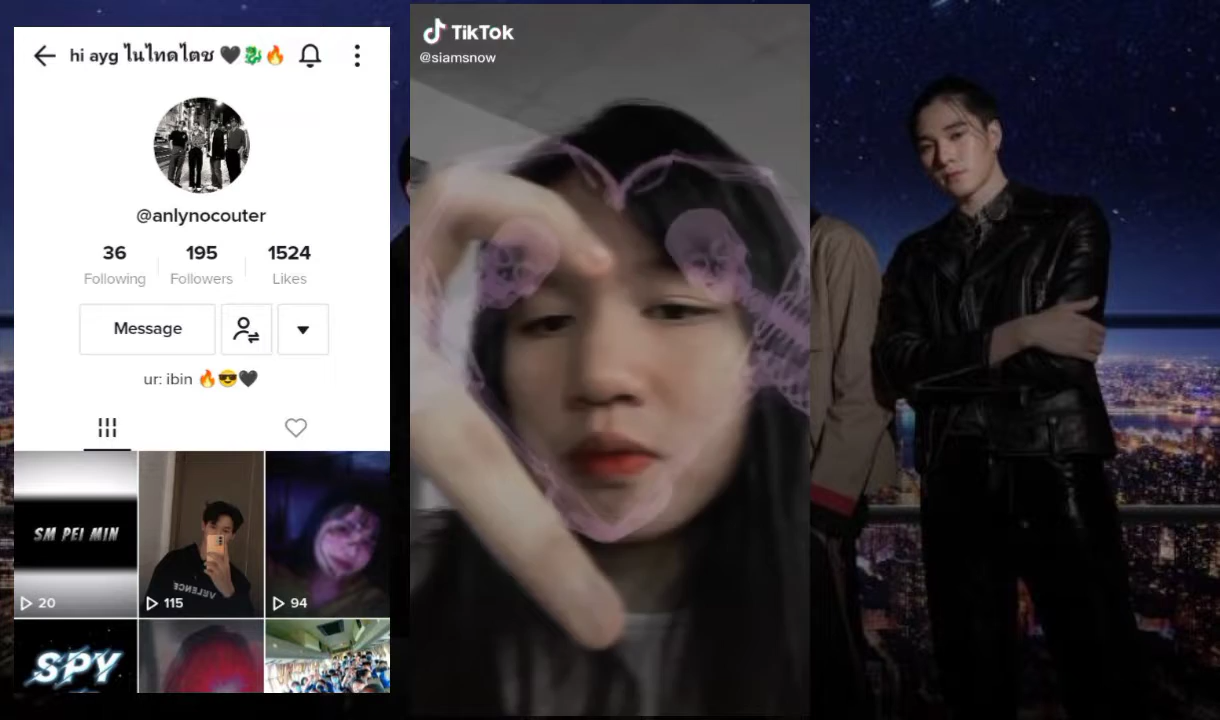 hi ayg ไนไทดไตช 🖤🐉🔥
@anlynocouter
36 195 1524
Following Followers Likes
Message
ur: ibin 🔥😎🖤
SM PEI MIN
20
115
94
SPY
TikTok
@siamsnow